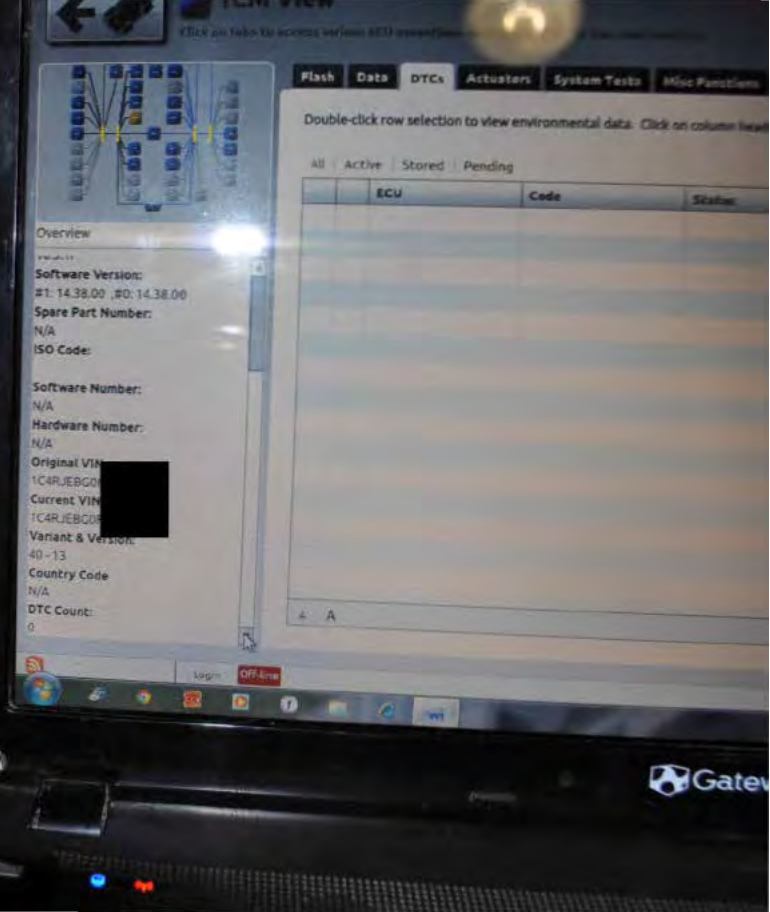 TCM View
Flash Data DTCs Actuators System Tests Misc Functions
Double-click row selection to view environmental data. Click on column
All Active Stored Pending
ECU Code Status
Overview
Software Version:
#1: 14.38.00 ,#0: 14.38.00
Spare Part Number:
N/A
ISO Code:
Software Number:
N/A
Hardware Number:
N/A
Original VIN
1C4RJEBG0
Current VIN
1C4RJEBG0
Variant & Version:
40 - 13
Country Code
N/A
DTC Count:
0
A
Login Off-line
Gatew